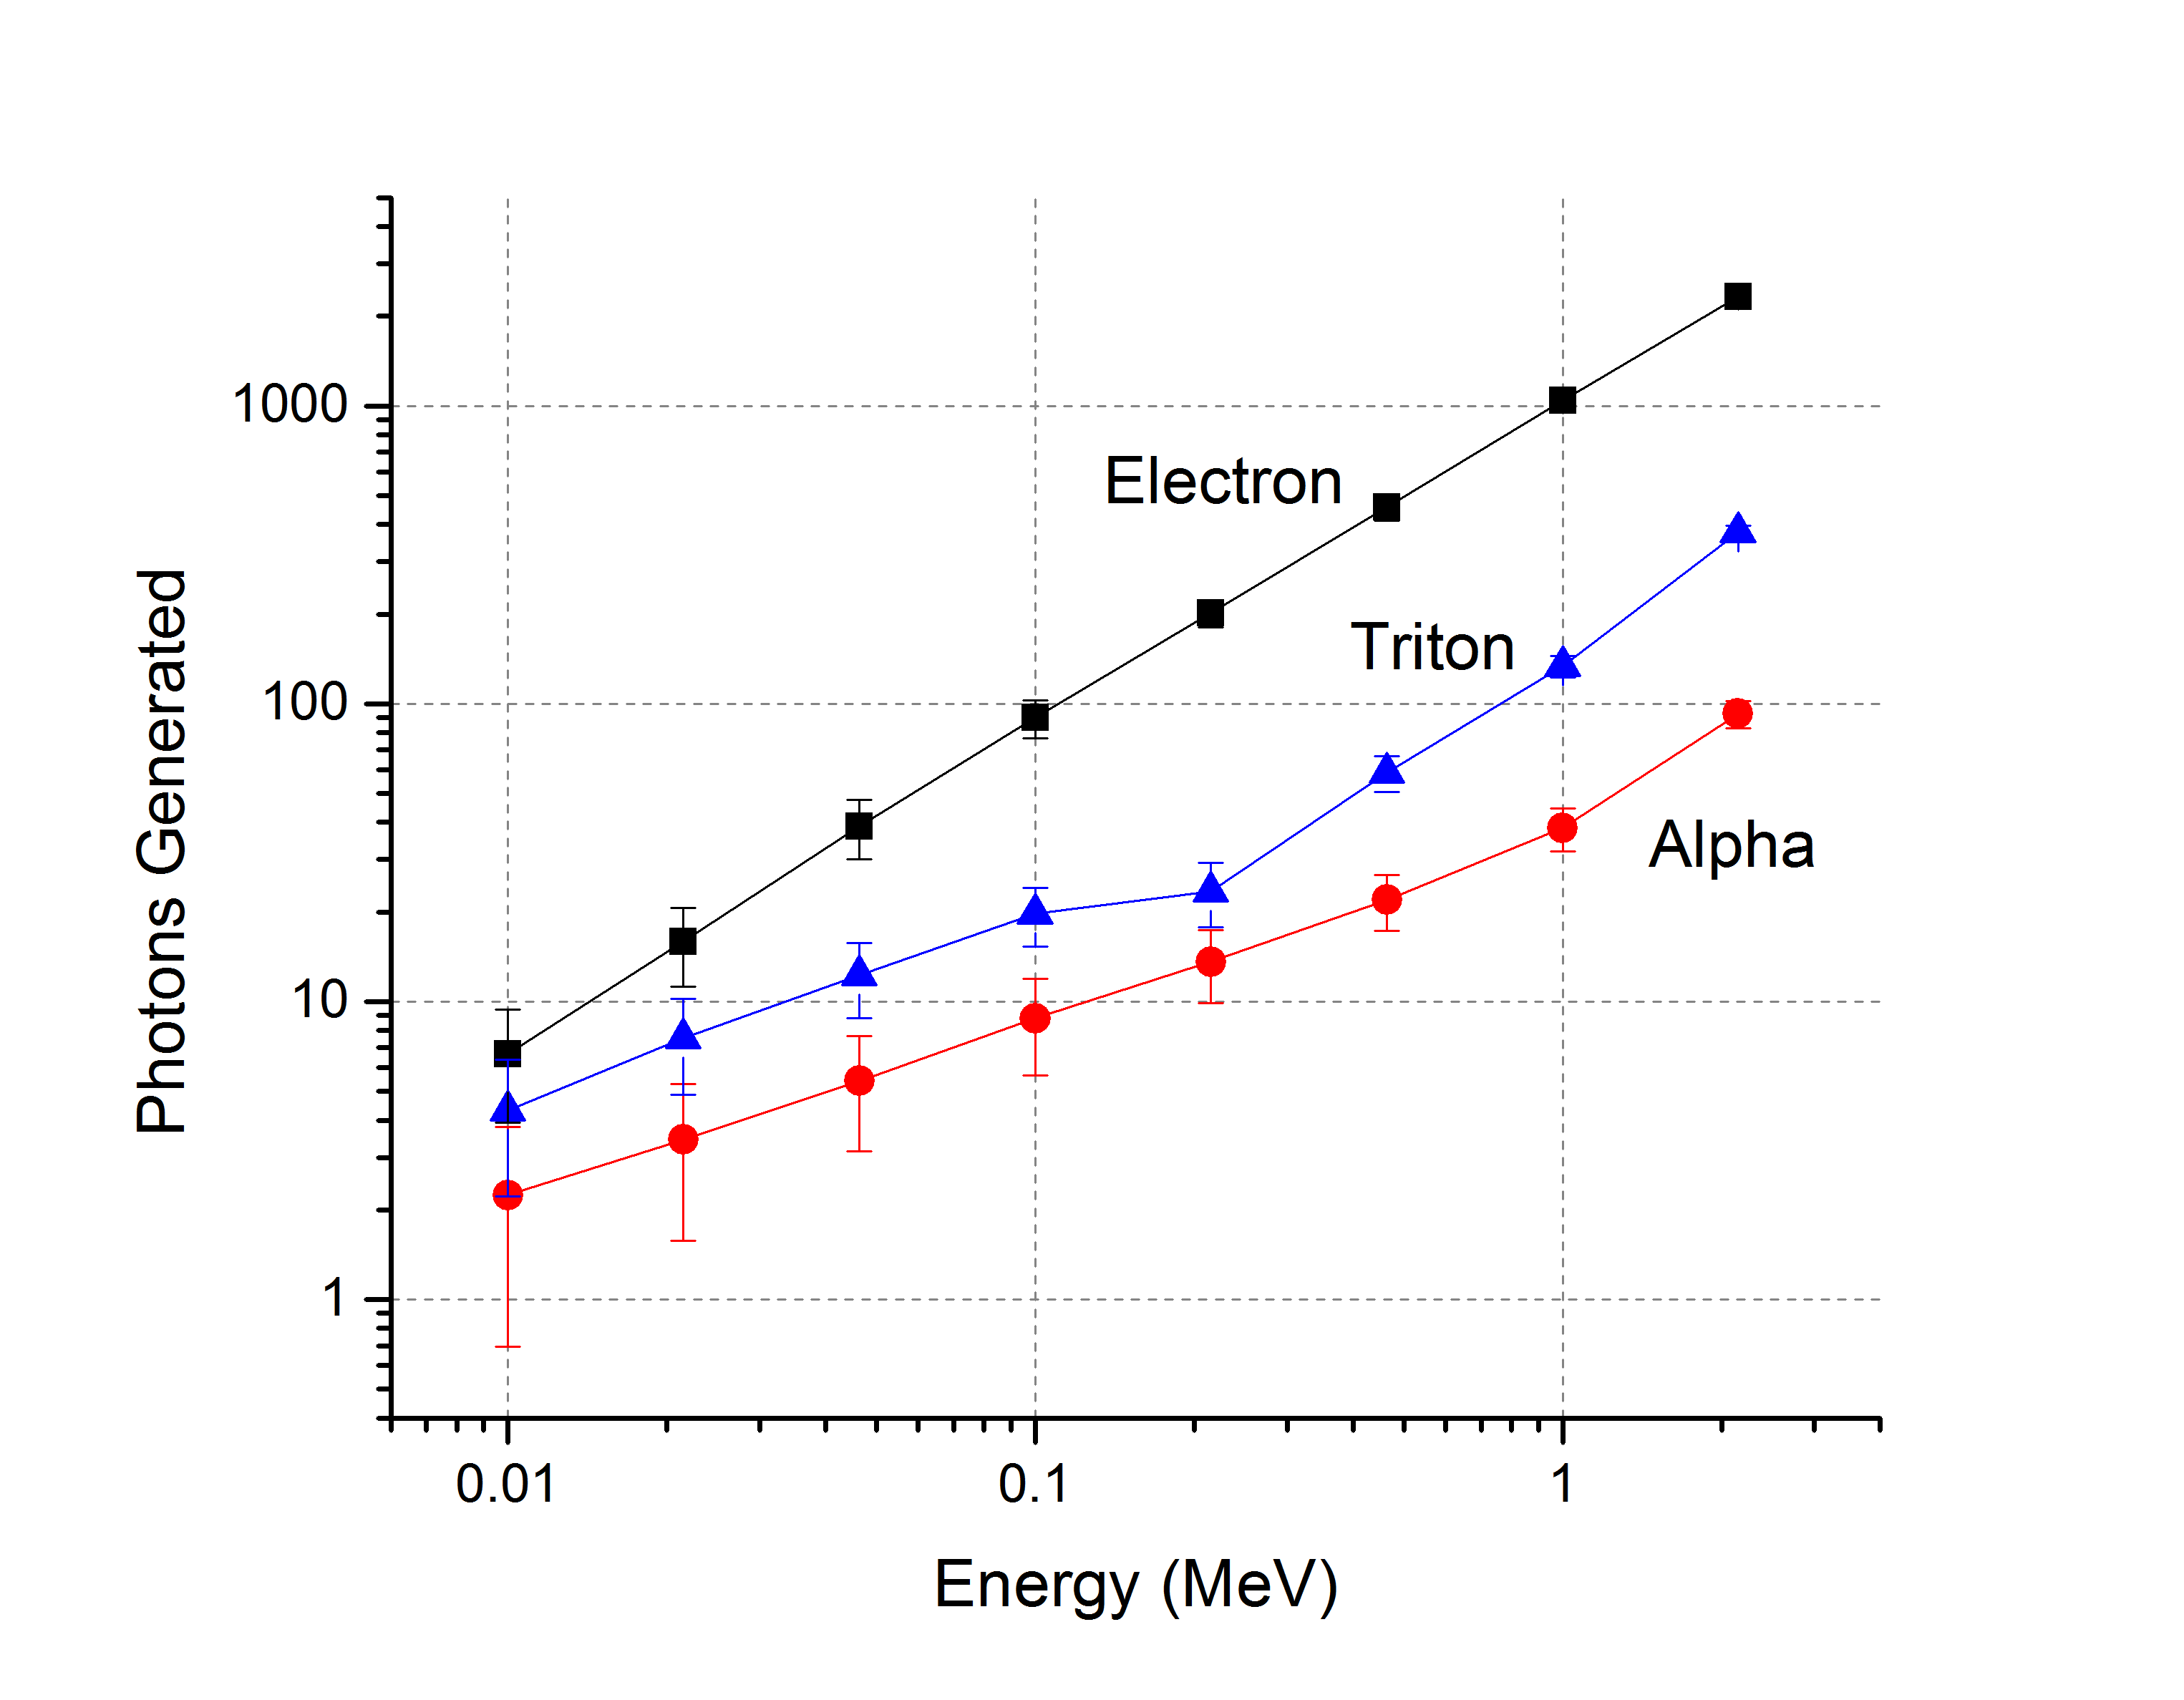 1000
Electron
Triton
100
Alpha
10
1
Photons Generated
0.01
0.1
1
Energy (MeV)